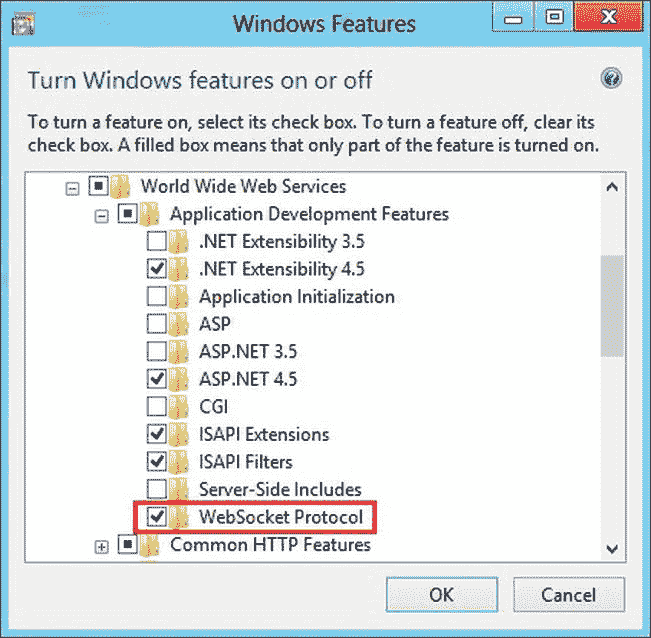 Windows Features
Turn Windows features on or off
To turn a feature on, select its check box. To turn a feature off, clear its
check box. A filled box means that only part of the feature is turned on.
World Wide Web Services
Application Development Features
.NET Extensibility 3.5
.NET Extensibility 4.5
Application Initialization
ASP
ASP.NET 3.5
ASP.NET 4.5
CGI
ISAPI Extensions
ISAPI Filters
Server-Side Includes
WebSocket Protocol
Common HTTP Features
OK Cancel